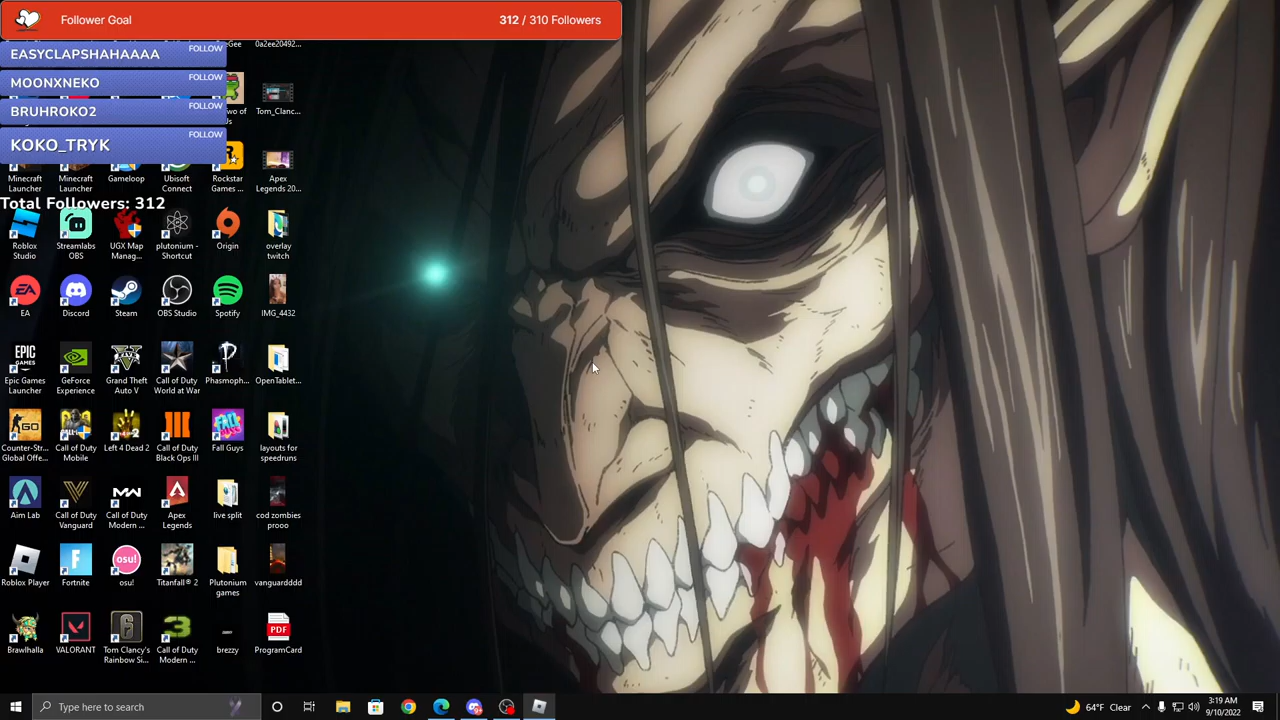 Follower Goal
312 / 310 Followers
EASYCLAPSHAHAAAA FOLLOW
MOONXNEKO FOLLOW
BRUHROKO2 FOLLOW
KOKO_TRYK FOLLOW
Total Followers: 312
0a2ee20492...
Tom_Clanc...
Minecraft Launcher
Minecraft Launcher
Gameloop
Ubisoft Connect
Rockstar Games ...
Apex Legends 20...
Roblox Studio
Streamlabs OBS
UGX Map Manag...
plutonium - Shortcut
Origin
overlay twitch
EA
Discord
Steam
OBS Studio
Spotify
IMG_4432
EPIC GAMES
Epic Games Launcher
GeForce Experience
Grand Theft Auto V
Call of Duty World at War
Phasmoph...
OpenTablet...
Counter-Str... Global Offe...
Call of Duty Mobile
Left 4 Dead 2
Call of Duty Black Ops III
Fall Guys
layouts for speedruns
Aim Lab
Call of Duty Vanguard
Call of Duty Modern ...
Apex Legends
live split
cod zombies prooo
Roblox Player
Fortnite
osu!
osu!
Titanfall® 2
Plutonium games
vanguardddd
Brawlhalla
VALORANT
Tom Clancy's Rainbow Si...
Call of Duty Modern ...
brezzy
PDF
ProgramCard
Type here to search
64°F Clear
3:19 AM
9/10/2022